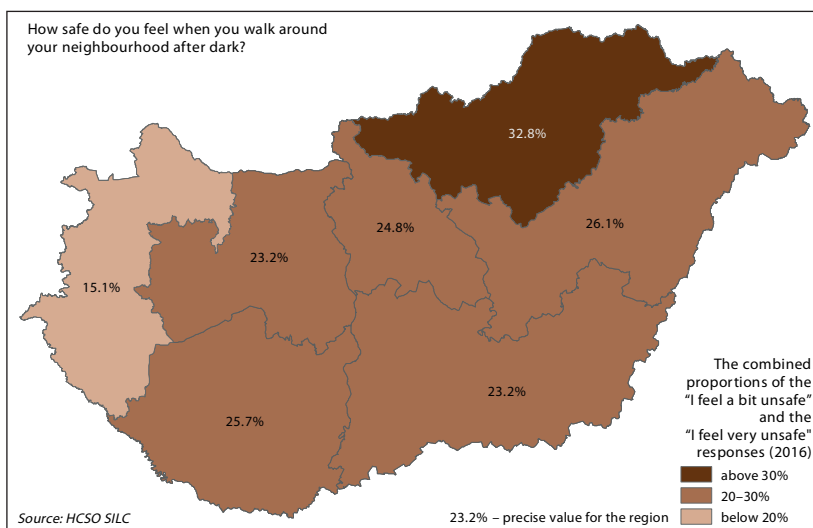 How safe do you feel when you walk around
your neighbourhood after dark?
32.8%
24.8%
26.1%
23.2%
15.1%
23.2%
25.7%
The combined
proportions of the
“I feel a bit unsafe”
and the
“I feel very unsafe"
responses (2016)
above 30%
20–30%
below 20%
Source: HCSO SILC
23.2% – precise value for the region